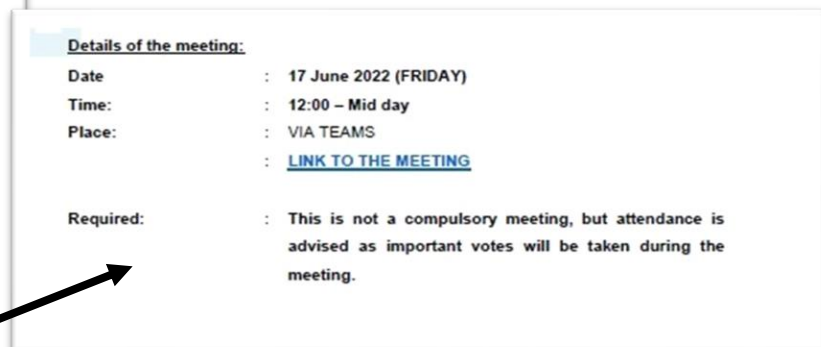 Details of the meeting:
Date : 17 June 2022 (FRIDAY)
Time: : 12:00 – Mid day
Place: : VIA TEAMS
: LINK TO THE MEETING
Required: : This is not a compulsory meeting, but attendance is
advised as important votes will be taken during the
meeting.